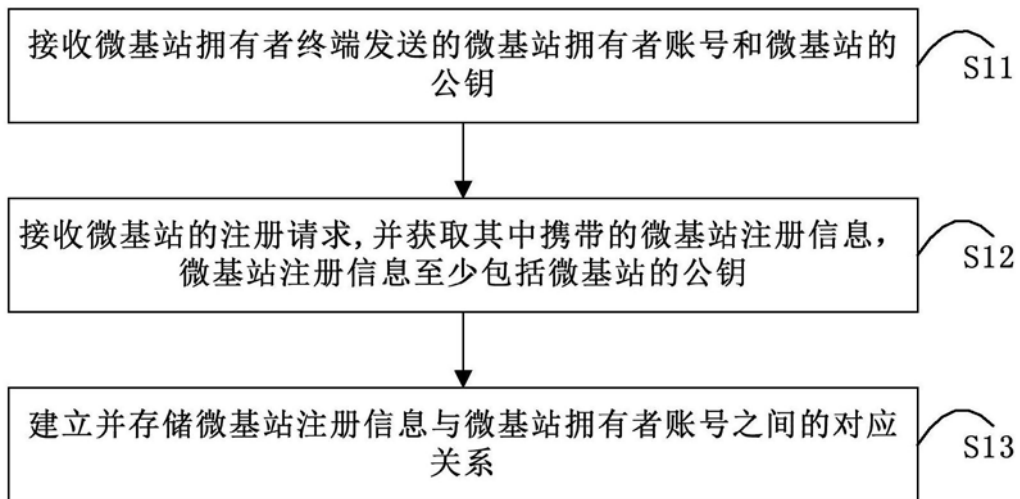 接收微基站拥有者终端发送的微基站拥有者账号和微基站的
公钥
S11
接收微基站的注册请求,并获取其中携带的微基站注册信息，
微基站注册信息至少包括微基站的公钥
S12
建立并存储微基站注册信息与微基站拥有者账号之间的对应
关系
S13